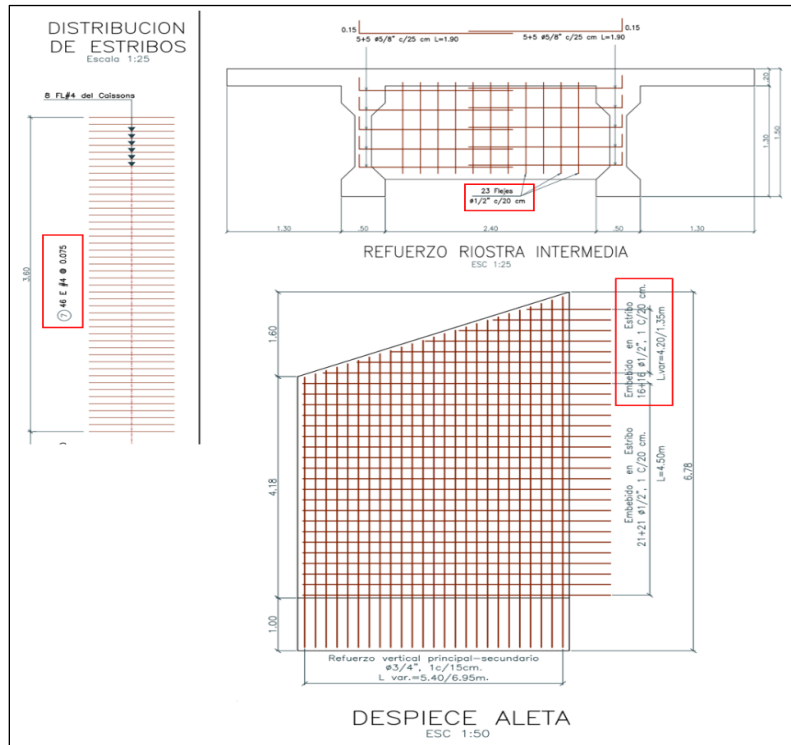 DISTRIBUCION
DE ESTRIBOS
Escala 1:25
8 FL#4 del Caissons
3.60
7 46 E #4 @ 0.075
0.15
0.15
5+5 ø5/8" c/25 cm L=1.90
5+5 ø5/8" c/25 cm L=1.90
.20
1.30
1.50
23 Flejes
ø1/2" c/20 cm
1.30
.50
2.40
.50
1.30
REFUERZO RIOSTRA INTERMEDIA
ESC 1:25
1.60
4.18
1.00
Embebido en Estribo
16+16 ø1/2", 1 C/20 cm.
L.var=4.20/1.35m
Embebido en Estribo
21+21 ø1/2", 1 C/20 cm.
L=4.50m
6.78
Refuerzo vertical principal-secundario
ø3/4", 1c/15cm.
L var.=5.40/6.95m.
DESPIECE ALETA
ESC 1:50